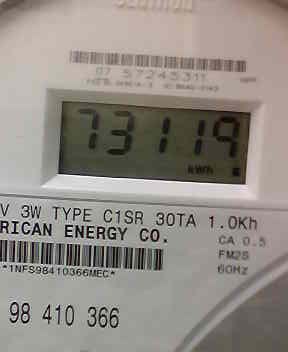 07 57245311
73119
kWh
V 3W TYPE C1SR 30TA 1.0Kh
RICAN ENERGY CO.
CA 0.5
FM2S
60Hz
*1NFS98410366MEC*
98 410 366